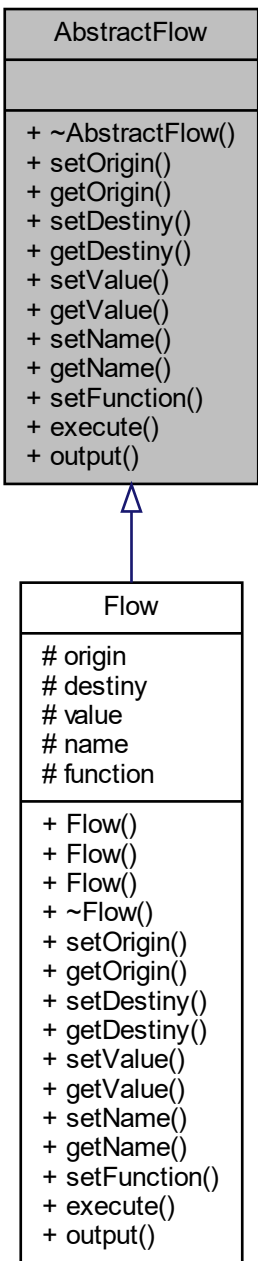 AbstractFlow
+ ~AbstractFlow()
+ setOrigin()
+ getOrigin()
+ setDestiny()
+ getDestiny()
+ setValue()
+ getValue()
+ setName()
+ getName()
+ setFunction()
+ execute()
+ output()
Flow
# origin
# destiny
# value
# name
# function
+ Flow()
+ Flow()
+ Flow()
+ ~Flow()
+ setOrigin()
+ getOrigin()
+ setDestiny()
+ getDestiny()
+ setValue()
+ getValue()
+ setName()
+ getName()
+ setFunction()
+ execute()
+ output()